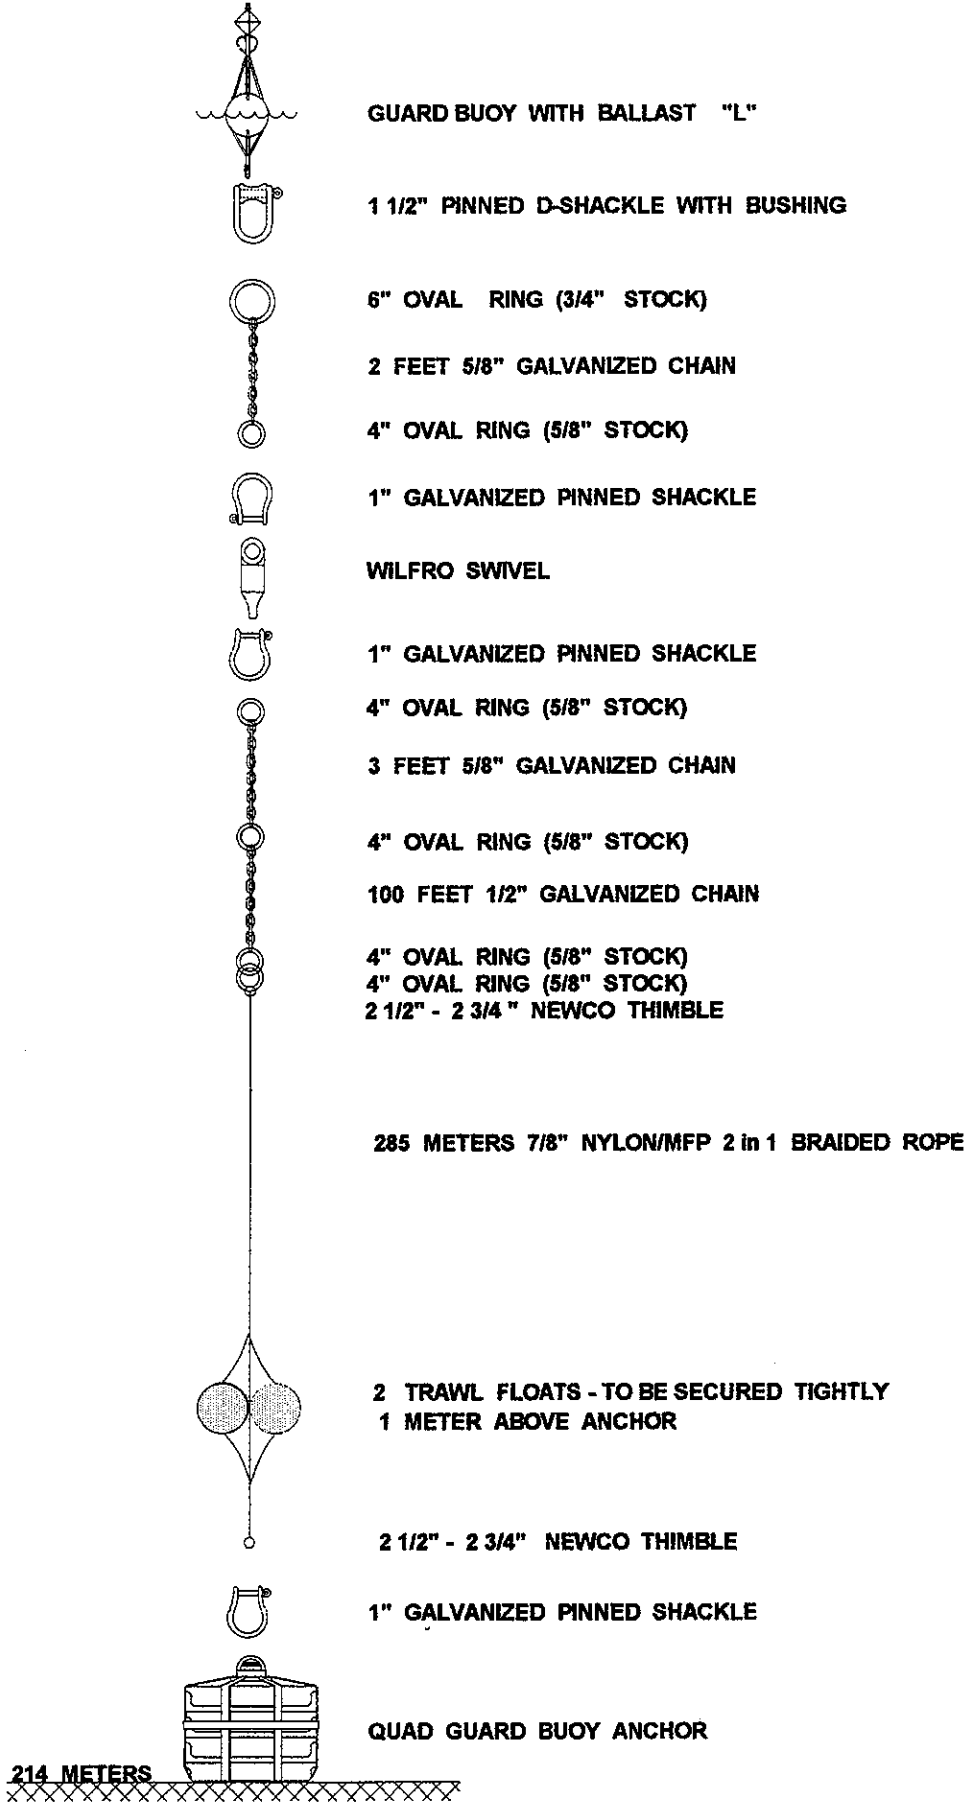 GUARD BUOY WITH BALLAST "L"
1 1/2" PINNED D-SHACKLE WITH BUSHING
6" OVAL RING (3/4" STOCK)
2 FEET 5/8" GALVANIZED CHAIN
4" OVAL RING (5/8" STOCK)
1" GALVANIZED PINNED SHACKLE
WILFRO SWIVEL
1" GALVANIZED PINNED SHACKLE
4" OVAL RING (5/8" STOCK)
3 FEET 5/8" GALVANIZED CHAIN
4" OVAL RING (5/8" STOCK)
100 FEET 1/2" GALVANIZED CHAIN
4" OVAL RING (5/8" STOCK)
4" OVAL RING (5/8" STOCK)
2 1/2" - 2 3/4 " NEWCO THIMBLE
285 METERS 7/8" NYLON/MFP 2 in 1 BRAIDED ROPE
2 TRAWL FLOATS - TO BE SECURED TIGHTLY
1 METER ABOVE ANCHOR
2 1/2" - 2 3/4" NEWCO THIMBLE
1" GALVANIZED PINNED SHACKLE
QUAD GUARD BUOY ANCHOR
214 METERS